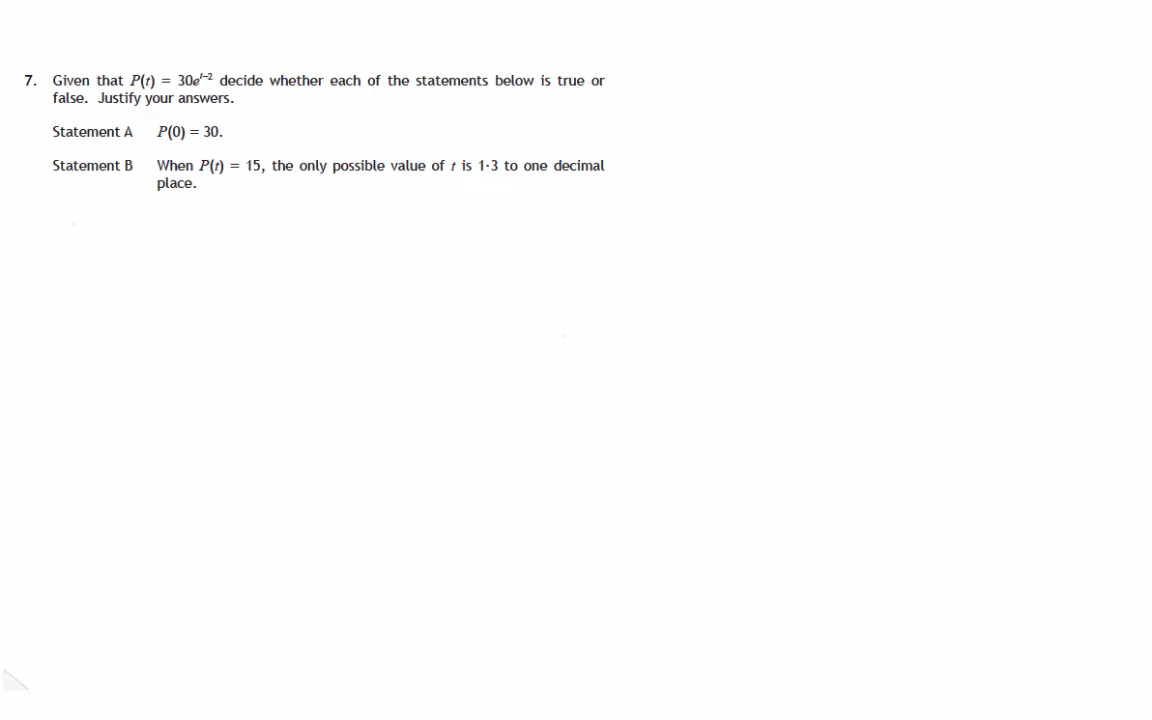 7. Given that P(t) = 30e^{t−2} decide whether each of the statements below is true or
false. Justify your answers.
Statement A P(0) = 30.
Statement B When P(t) = 15, the only possible value of t is 1·3 to one decimal
place.